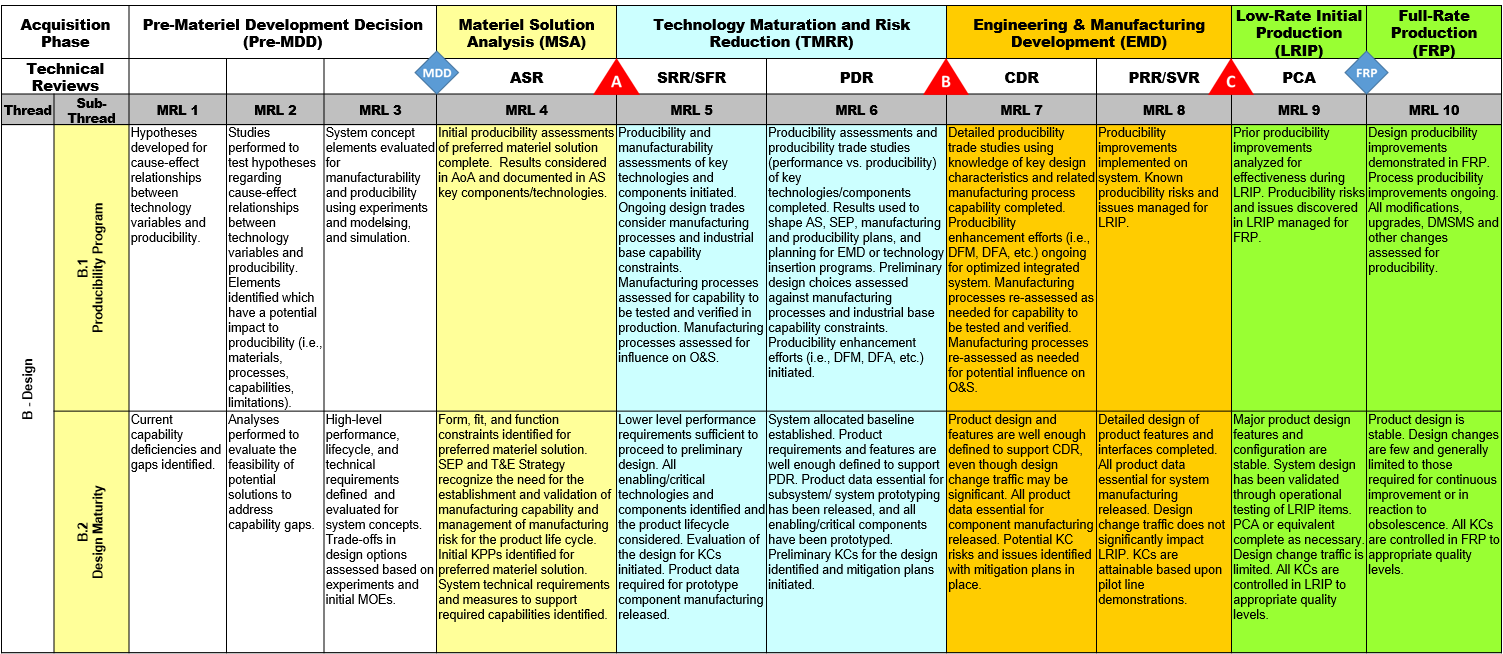 Acquisition
Phase
Pre-Materiel Development Decision
(Pre-MDD)
Materiel Solution
Analysis (MSA)
Technology Maturation and Risk
Reduction (TMRR)
Engineering & Manufacturing
Development (EMD)
Low-Rate Initial
Production
(LRIP)
Full-Rate
Production
(FRP)
Technical
Reviews
MDD
ASR
A
SRR/SFR
PDR
B
CDR
PRR/SVR
C
PCA
FRP
Thread
Sub-
Thread
MRL 1
MRL 2
MRL 3
MRL 4
MRL 5
MRL 6
MRL 7
MRL 8
MRL 9
MRL 10
B - Design
B.1
Producibility Program
Hypotheses
developed for
cause-effect
relationships
between
technology
variables and
producibility.
Studies
performed to
test hypotheses
regarding
cause-effect
relationships
between
technology
variables and
producibility.
Elements
identified which
have a potential
impact to
producibility (i.e.,
materials,
processes,
capabilities,
limitations).
System concept
elements evaluated
for
manufacturability
and producibility
using experiments
and modelsing,
and simulation.
Initial producibility assessments
of preferred materiel solution
complete. Results considered
in AoA and documented in AS
key components/technologies.
Producibility and
manufacturability
assessments of key
technologies and
components initiated.
Ongoing design trades
consider manufacturing
processes and industrial
base capability
constraints.
Manufacturing processes
assessed for capability to
be tested and verified in
production. Manufacturing
processes assessed for
influence on O&S.
Producibility assessments and
producibility trade studies
(performance vs. producibility)
of key
technologies/components
completed. Results used to
shape AS, SEP, manufacturing
and producibility plans, and
planning for EMD or technology
insertion programs. Preliminary
design choices assessed
against manufacturing
processes and industrial base
capability constraints.
Producibility enhancement
efforts (i.e., DFM, DFA, etc.)
initiated.
Detailed producibility
trade studies using
knowledge of key design
characteristics and related
manufacturing process
capability completed.
Producibility
enhancement efforts (i.e.,
DFM, DFA, etc.) ongoing
for optimized integrated
system. Manufacturing
processes re-assessed as
needed for capability to
be tested and verified.
Manufacturing processes
re-assessed as needed
for potential influence on
O&S.
Producibility
improvements
implemented on
system. Known
producibility risks and
issues managed for
LRIP.
Prior producibility
improvements
analyzed for
effectiveness during
LRIP. Producibility risks
and issues discovered
in LRIP managed for
FRP.
Design producibility
improvements
demonstrated in FRP.
Process producibility
improvements ongoing.
All modifications,
upgrades, DMSMS and
other changes
assessed for
producibility.
B.2
Design Maturity
Current
capability
deficiencies and
gaps identified.
Analyses
performed to
evaluate the
feasibility of
potential
solutions to
address
capability gaps.
High-level
performance,
lifecycle, and
technical
requirements
defined and
evaluated for
system concepts.
Trade-offs in
design options
assessed based on
experiments and
initial MOEs.
Form, fit, and function
constraints identified for
preferred materiel solution.
SEP and T&E Strategy
recognize the need for the
establishment and validation of
manufacturing capability and
management of manufacturing
risk for the product life cycle.
Initial KPPs identified for
preferred materiel solution.
System technical requirements
and measures to support
required capabilities identified.
Lower level performance
requirements sufficient to
proceed to preliminary
design. All
enabling/critical
technologies and
components identified and
the product lifecycle
considered. Evaluation of
the design for KCs
initiated. Product data
required for prototype
component manufacturing
released.
System allocated baseline
established. Product
requirements and features are
well enough defined to support
PDR. Product data essential for
subsystem/ system prototyping
has been released, and all
enabling/critical components
have been prototyped.
Preliminary KCs for the design
identified and mitigation plans
initiated.
Product design and
features are well enough
defined to support CDR,
even though design
change traffic may be
significant. All product
data essential for
component manufacturing
released. Potential KC
risks and issues identified
with mitigation plans in
place.
Detailed design of
product features and
interfaces completed.
All product data
essential for system
manufacturing
released. Design
change traffic does not
significantly impact
LRIP. KCs are
attainable based upon
pilot line
demonstrations.
Major product design
features and
configuration are
stable. System design
has been validated
through operational
testing of LRIP items.
PCA or equivalent
complete as necessary.
Design change traffic is
limited. All KCs are
controlled in LRIP to
appropriate quality
levels.
Product design is
stable. Design changes
are few and generally
limited to those
required for continuous
improvement or in
reaction to
obsolescence. All KCs
are controlled in FRP to
appropriate quality
levels.